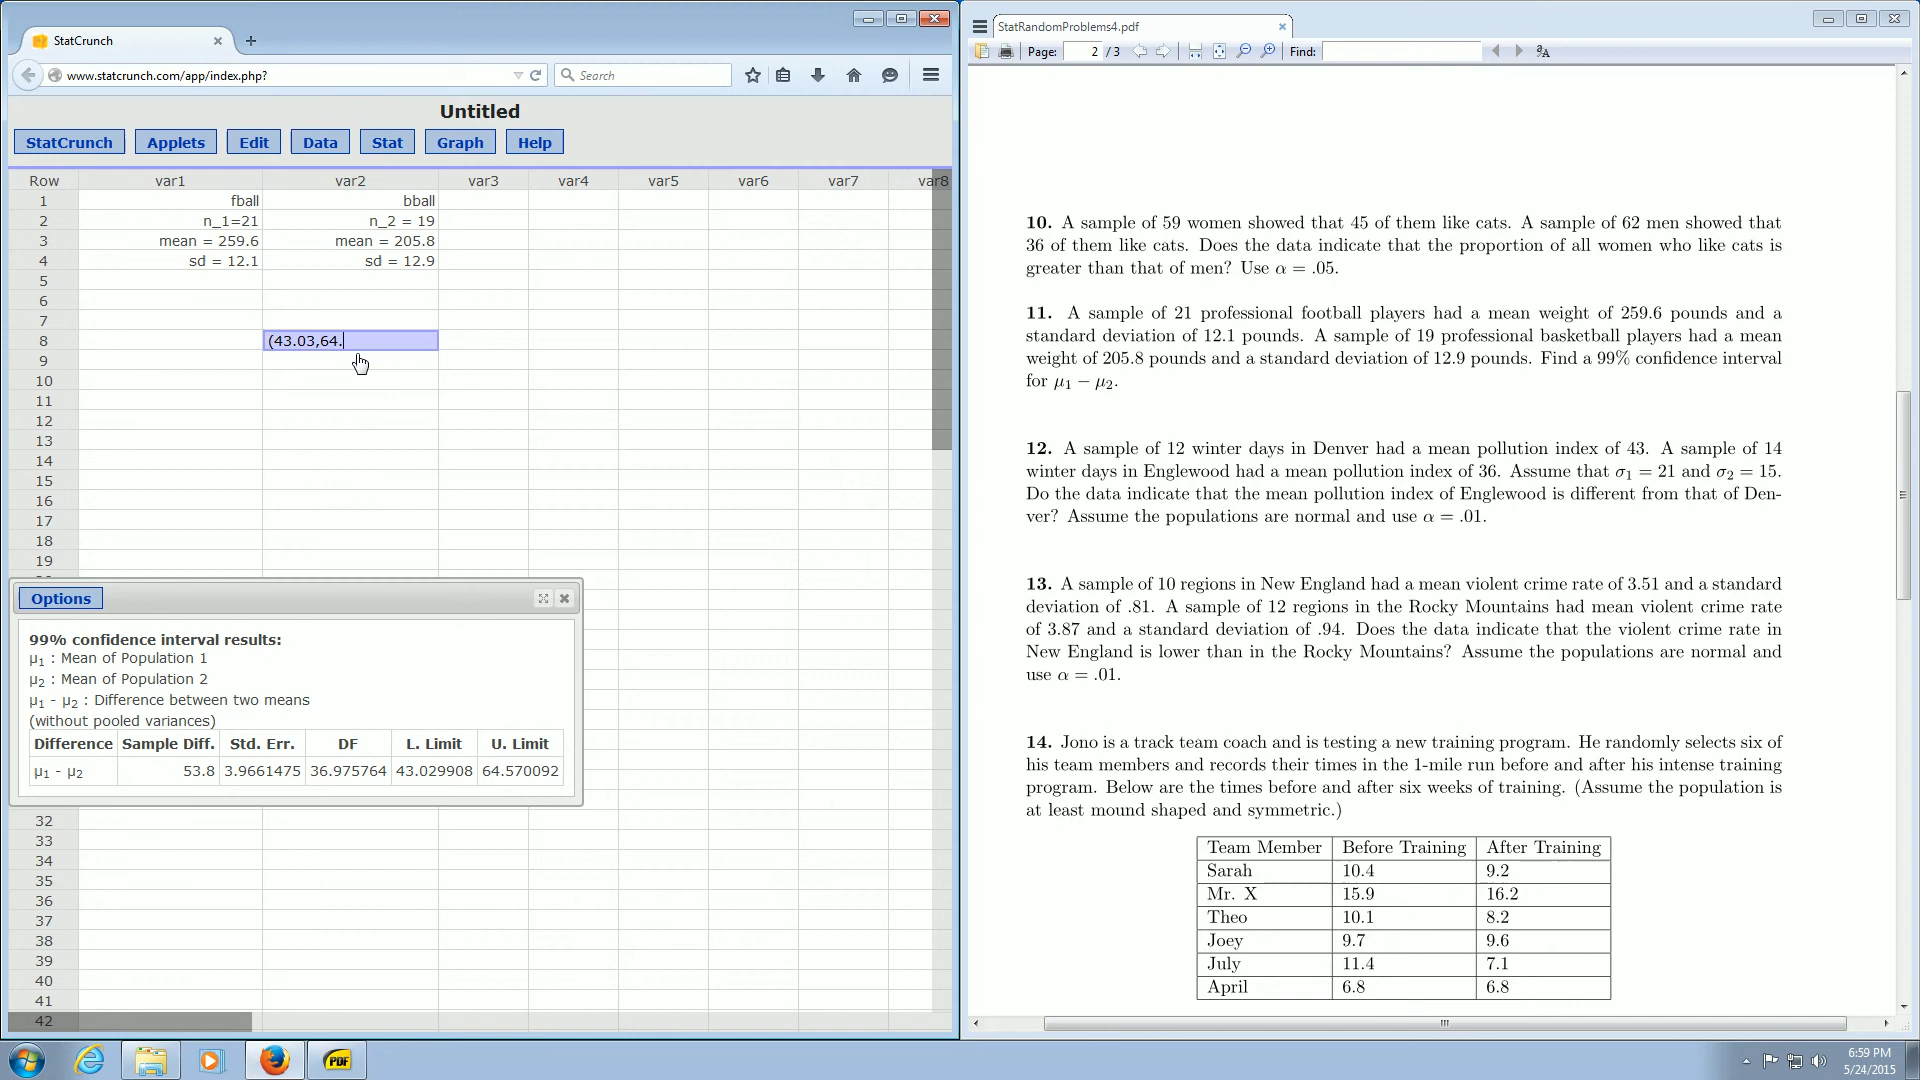 StatCrunch
www.statcrunch.com/app/index.php?
Search
Untitled
StatCrunch Applets Edit Data Stat Graph Help
Row var1 var2 var3 var4 var5 var6 var7 var8
1 fball bball
2 n_1=21 n_2 = 19
3 mean = 259.6 mean = 205.8
4 sd = 12.1 sd = 12.9
5
6
7
8 (43.03,64.
9
10
11
12
13
14
15
16
17
18
19
Options
99% confidence interval results:
μ1 : Mean of Population 1
μ2 : Mean of Population 2
μ1 - μ2 : Difference between two means
(without pooled variances)
Difference Sample Diff. Std. Err. DF L. Limit U. Limit
μ1 - μ2 53.8 3.9661475 36.975764 43.029908 64.570092
32
33
34
35
36
37
38
39
40
41
42
StatRandomProblems4.pdf
Page: 2 / 3 Find:
10. A sample of 59 women showed that 45 of them like cats. A sample of 62 men showed that
36 of them like cats. Does the data indicate that the proportion of all women who like cats is
greater than that of men? Use α = .05.
11. A sample of 21 professional football players had a mean weight of 259.6 pounds and a
standard deviation of 12.1 pounds. A sample of 19 professional basketball players had a mean
weight of 205.8 pounds and a standard deviation of 12.9 pounds. Find a 99% confidence interval
for μ1 − μ2.
12. A sample of 12 winter days in Denver had a mean pollution index of 43. A sample of 14
winter days in Englewood had a mean pollution index of 36. Assume that σ1 = 21 and σ2 = 15.
Do the data indicate that the mean pollution index of Englewood is different from that of Den-
ver? Assume the populations are normal and use α = .01.
13. A sample of 10 regions in New England had a mean violent crime rate of 3.51 and a standard
deviation of .81. A sample of 12 regions in the Rocky Mountains had mean violent crime rate
of 3.87 and a standard deviation of .94. Does the data indicate that the violent crime rate in
New England is lower than in the Rocky Mountains? Assume the populations are normal and
use α = .01.
14. Jono is a track team coach and is testing a new training program. He randomly selects six of
his team members and records their times in the 1-mile run before and after his intense training
program. Below are the times before and after six weeks of training. (Assume the population is
at least mound shaped and symmetric.)
Team Member Before Training After Training
Sarah 10.4 9.2
Mr. X 15.9 16.2
Theo 10.1 8.2
Joey 9.7 9.6
July 11.4 7.1
April 6.8 6.8
PDF
6:59 PM
5/24/2015